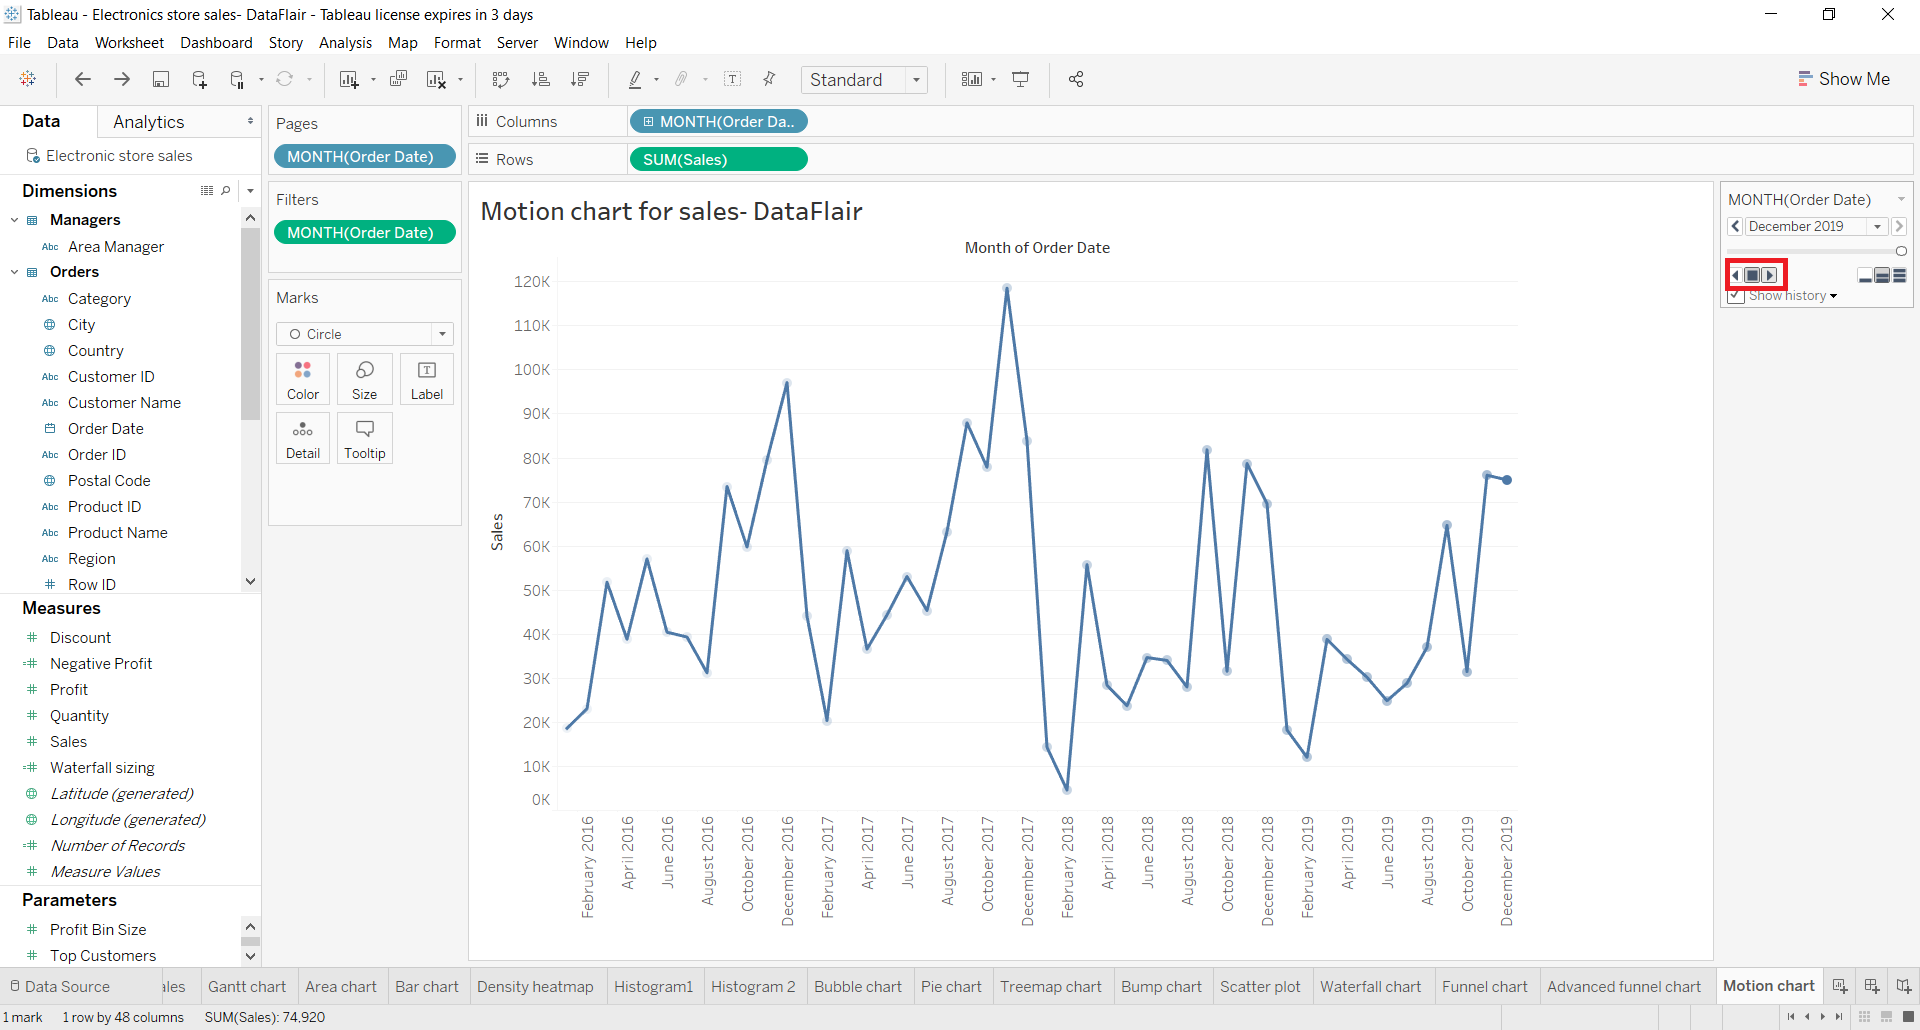 Tableau - Electronics store sales- DataFlair - Tableau license expires in 3 days
File Data Worksheet Dashboard Story Analysis Map Format Server Window Help
Standard
Show Me
Data Analytics
Electronic store sales
Dimensions
Managers
Abc Area Manager
Orders
Abc Category
City
Country
Abc Customer ID
Abc Customer Name
Order Date
Abc Order ID
Postal Code
Abc Product ID
Abc Product Name
Abc Region
# Row ID
Measures
# Discount
=# Negative Profit
# Profit
# Quantity
# Sales
=# Waterfall sizing
Latitude (generated)
Longitude (generated)
=# Number of Records
# Measure Values
Parameters
# Profit Bin Size
# Top Customers
Pages
MONTH(Order Date)
Filters
MONTH(Order Date)
Marks
Circle
Color Size Label
Detail Tooltip
Columns MONTH(Order Da..
Rows SUM(Sales)
Motion chart for sales- DataFlair
Month of Order Date
120K
110K
100K
90K
80K
70K
60K
50K
40K
30K
20K
10K
0K
Sales
February 2016
April 2016
June 2016
August 2016
October 2016
December 2016
February 2017
April 2017
June 2017
August 2017
October 2017
December 2017
February 2018
April 2018
June 2018
August 2018
October 2018
December 2018
February 2019
April 2019
June 2019
August 2019
October 2019
December 2019
MONTH(Order Date)
December 2019
Show history
Data Source ales Gantt chart Area chart Bar chart Density heatmap Histogram1 Histogram 2 Bubble chart Pie chart Treemap chart Bump chart Scatter plot Waterfall chart Funnel chart Advanced funnel chart Motion chart
1 mark 1 row by 48 columns SUM(Sales): 74,920